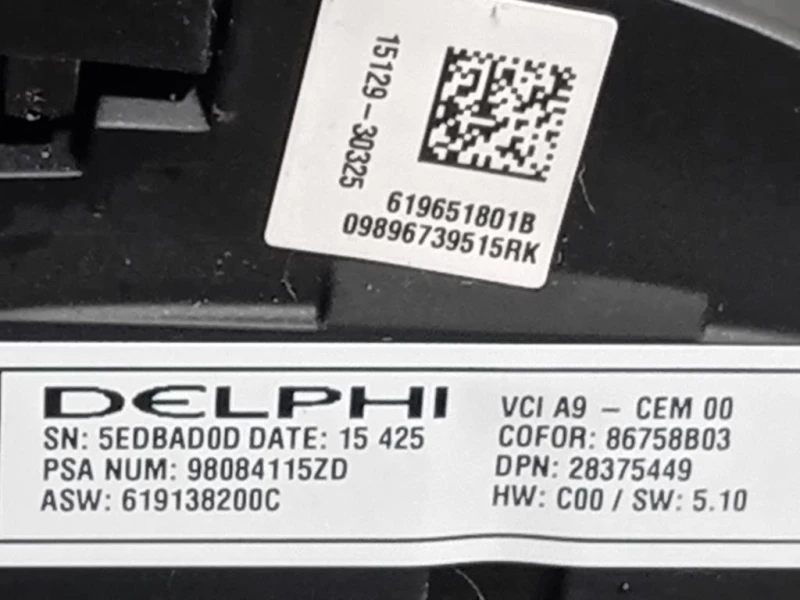 15129-30325
619651801B
09896739515RK
DELPHI
SN: 5EDBAD0D DATE: 15 425
PSA NUM: 98084115ZD
ASW: 619138200C
VCI A9 - CEM 00
COFOR: 86758B03
DPN: 28375449
HW: C00 / SW: 5.10